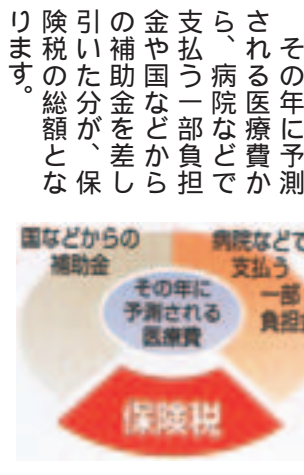 その年に予測
される医療費か
ら、病院などで
支払う一部負担
金や国などから
の補助金を差し
引いた分が、保
険税の総額とな
ります。
国などからの
補助金
病院などで
支払う
一部
負担
その年に
予測される
医療費
保険税